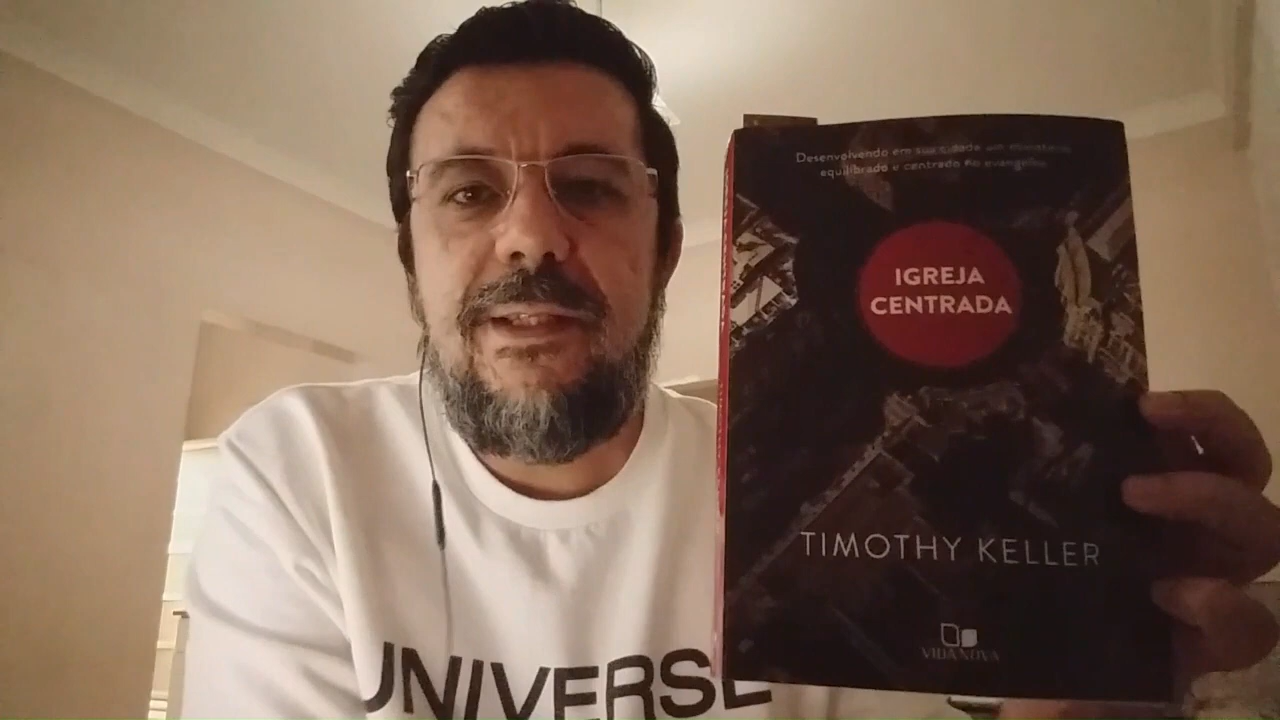 Desenvolvendo em sua cidade um ministério
equilibrado e centrado no evangelho
IGREJA
CENTRADA
TIMOTHY KELLER
VIDA NOVA
UNIVERSE